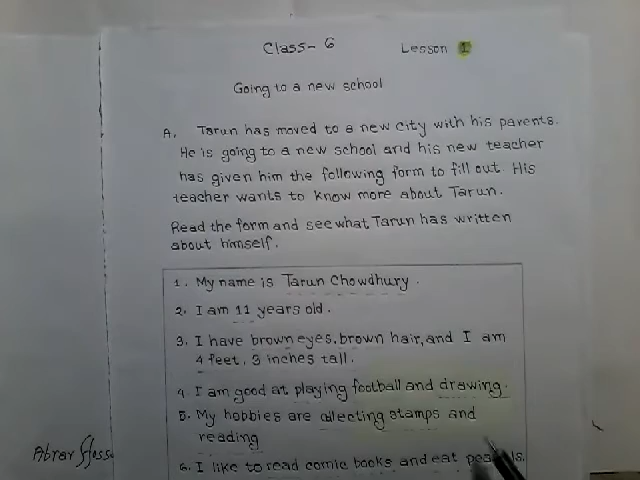 Class- 6 Lesson 1
Going to a new school
A. Tarun has moved to a new city with his parents.
He is going to a new school and his new teacher
has given him the following form to fill out. His
teacher wants to know more about Tarun.
Read the form and see what Tarun has written
about himself.
1. My name is Tarun Chowdhury.
2. I am 11 years old.
3. I have brown eyes, brown hair, and I am
4 feet, 3 inches tall.
4. I am good at playing football and drawing.
5. My hobbies are collecting stamps and
reading
6. I like to read comic books and eat
Abrar